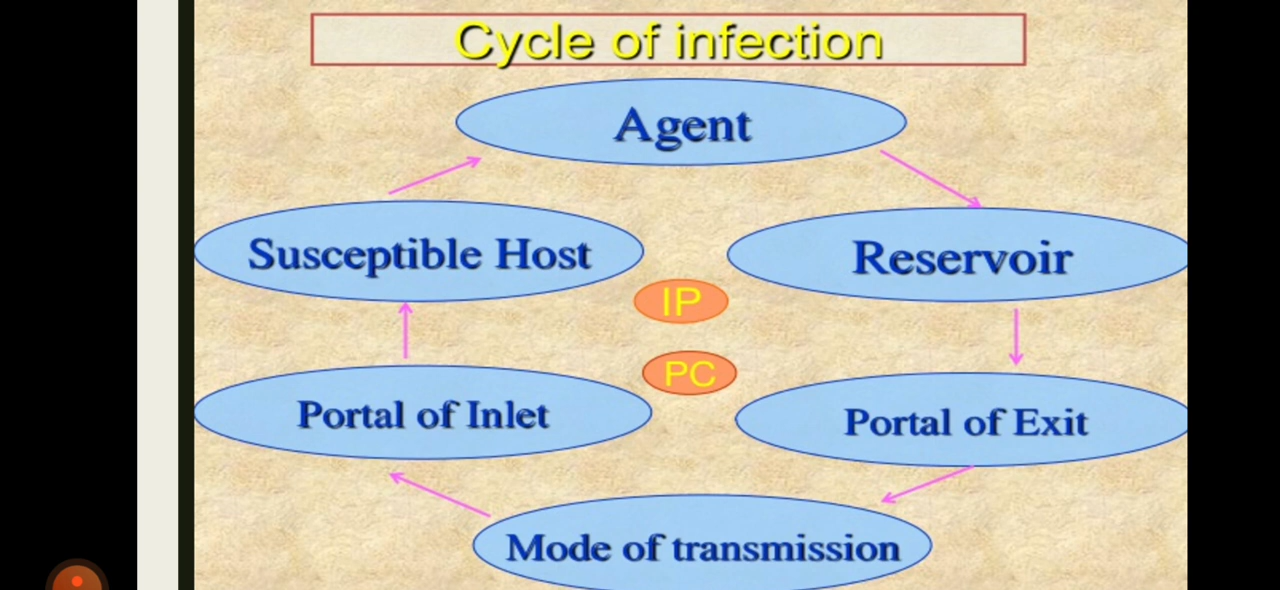 Cycle of infection
Agent
Susceptible Host
Reservoir
IP
PC
Portal of Inlet
Portal of Exit
Mode of transmission